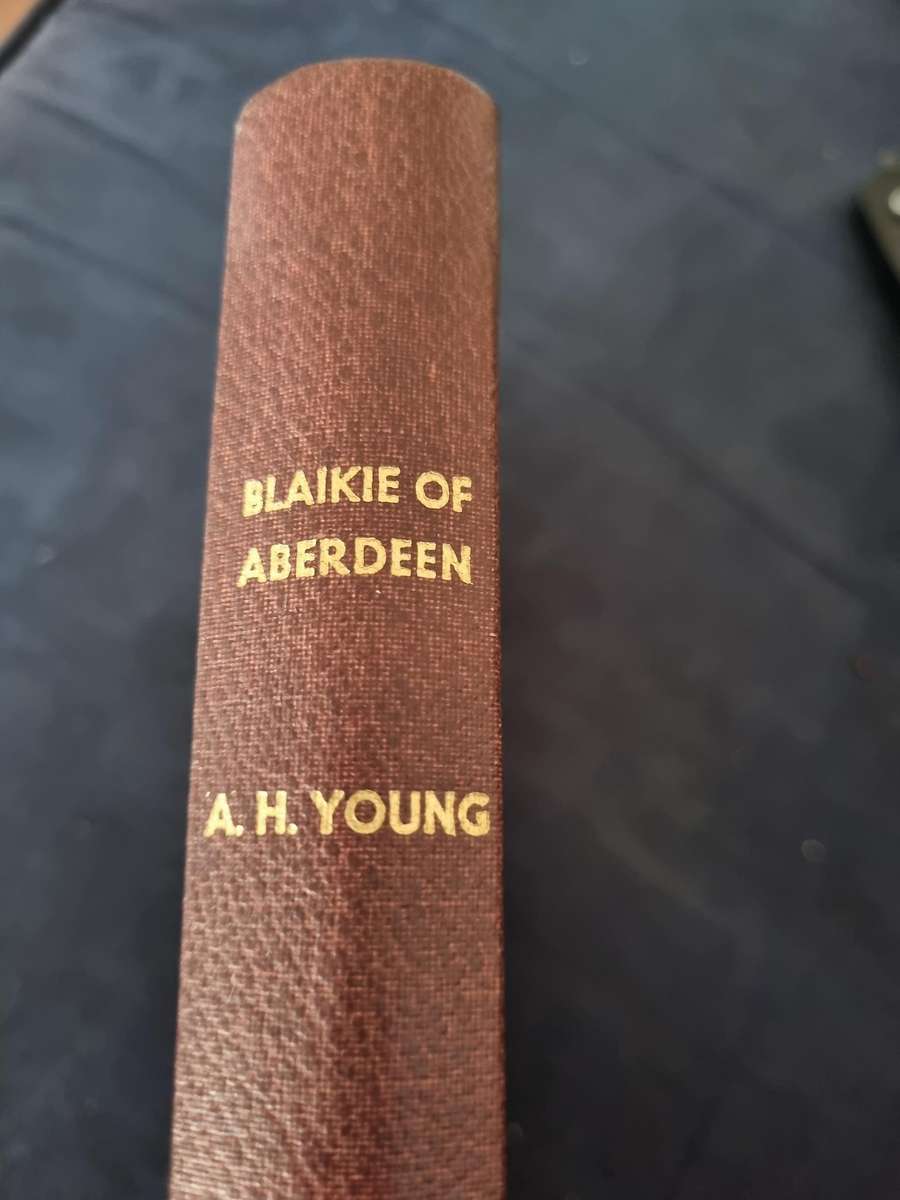 BLAIKIE OF
ABERDEEN
A. H. YOUNG